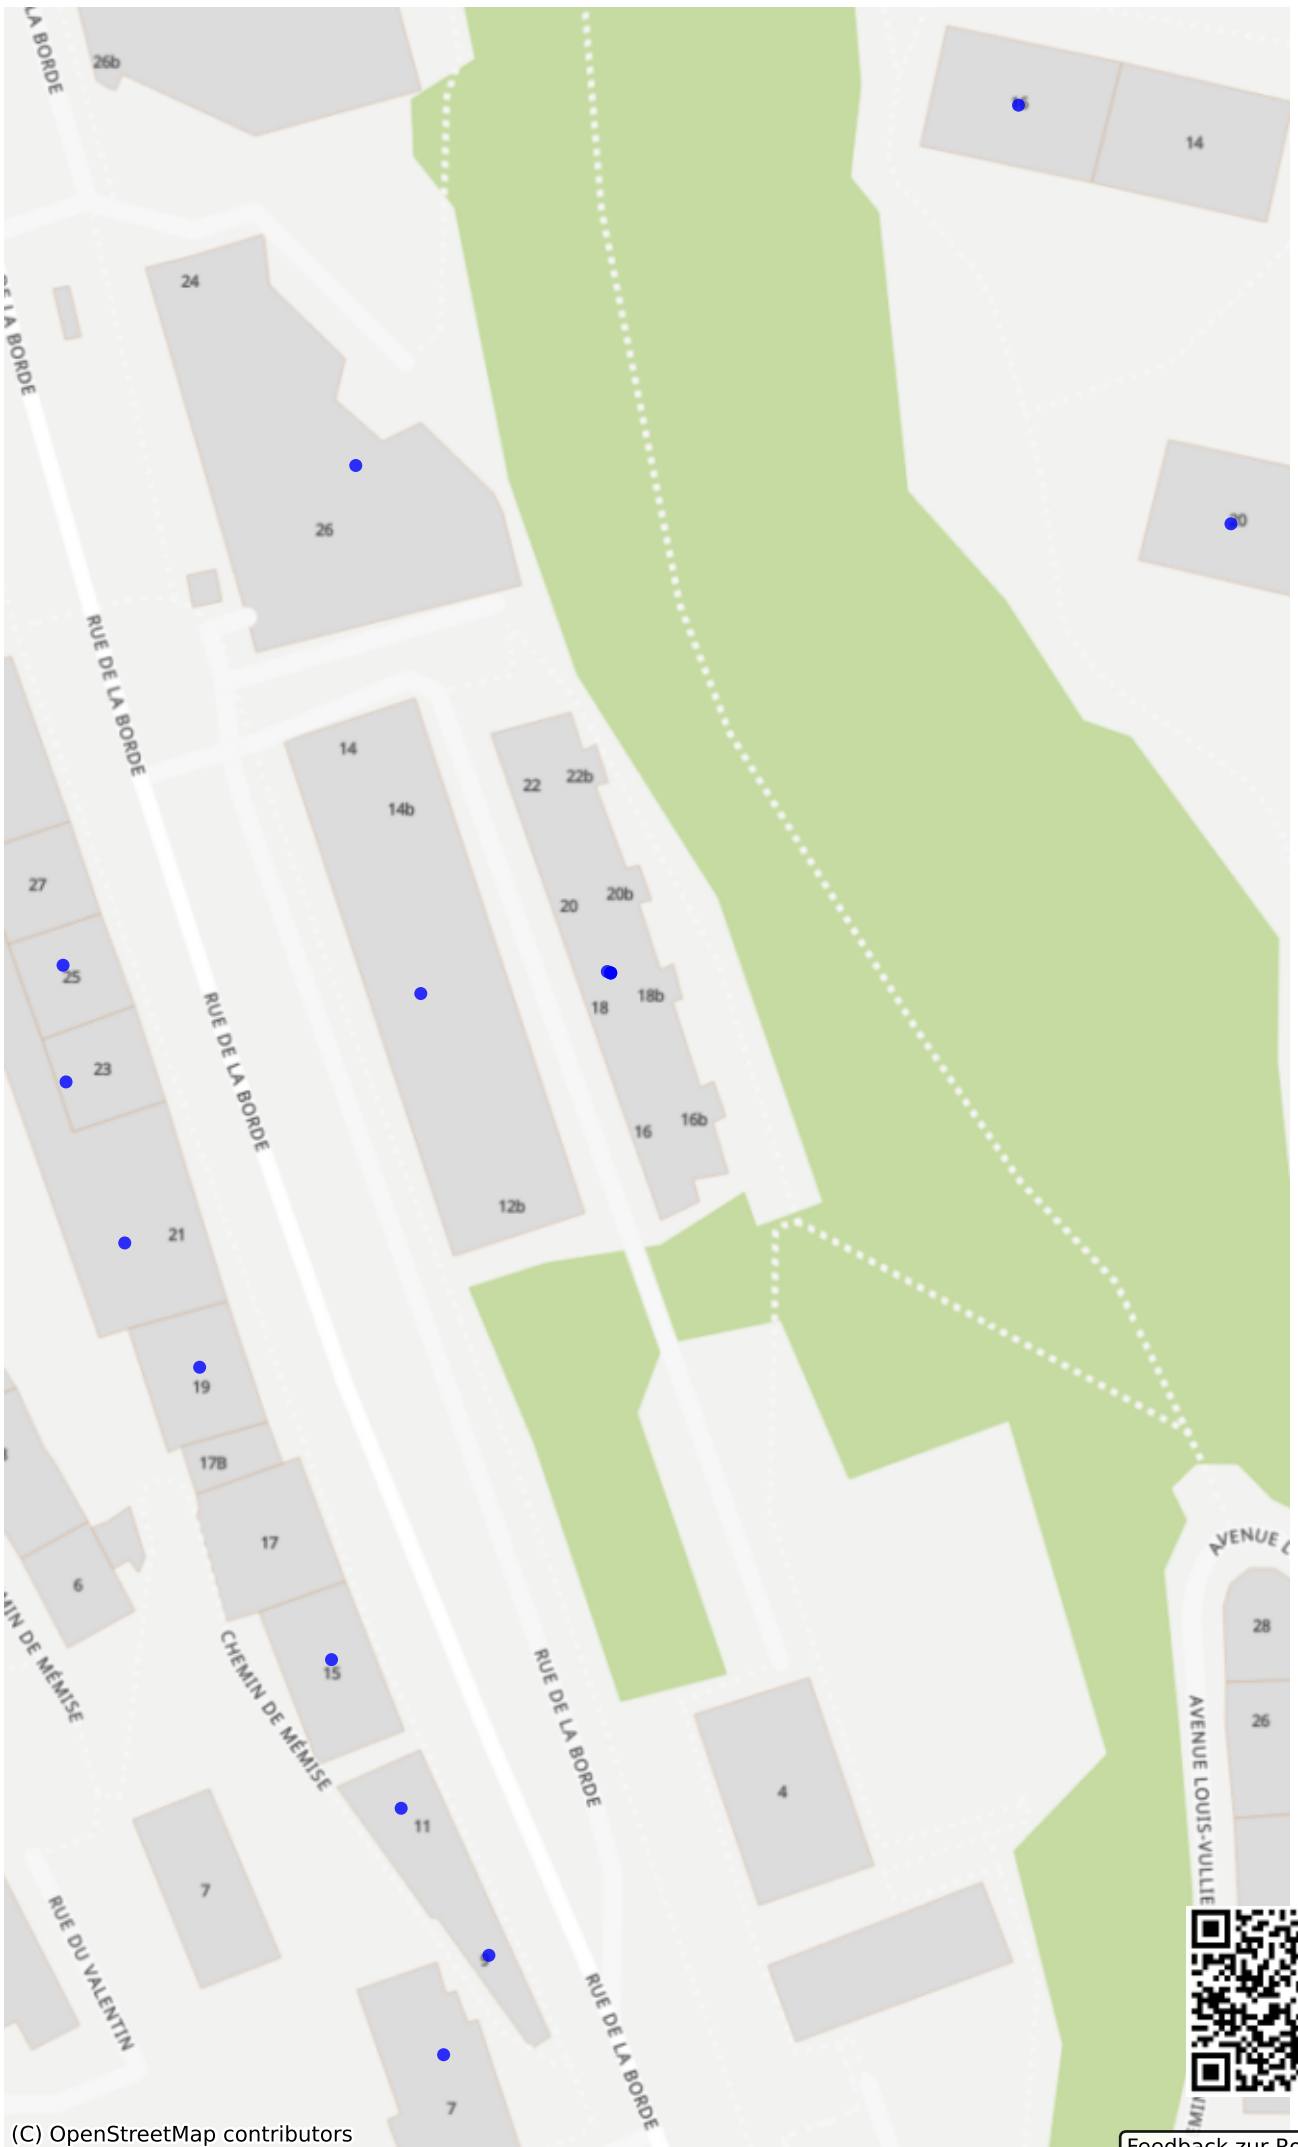 LA BORDE
26b
14
24
DE LA BORDE
26
20
RUE DE LA BORDE
14
22
22b
14b
27
20
20b
25
18b
18
RUE DE LA BORDE
23
16
16b
12b
21
19
17B
17
AVENUE L
6
28
MIN DE MÉMISE
CHEMIN DE MÉMISE
15
RUE DE LA BORDE
26
AVENUE LOUIS-VULLIE
4
11
7
RUE DU VALENTIN
RUE DE LA BORDE
7
(C) OpenStreetMap contributors